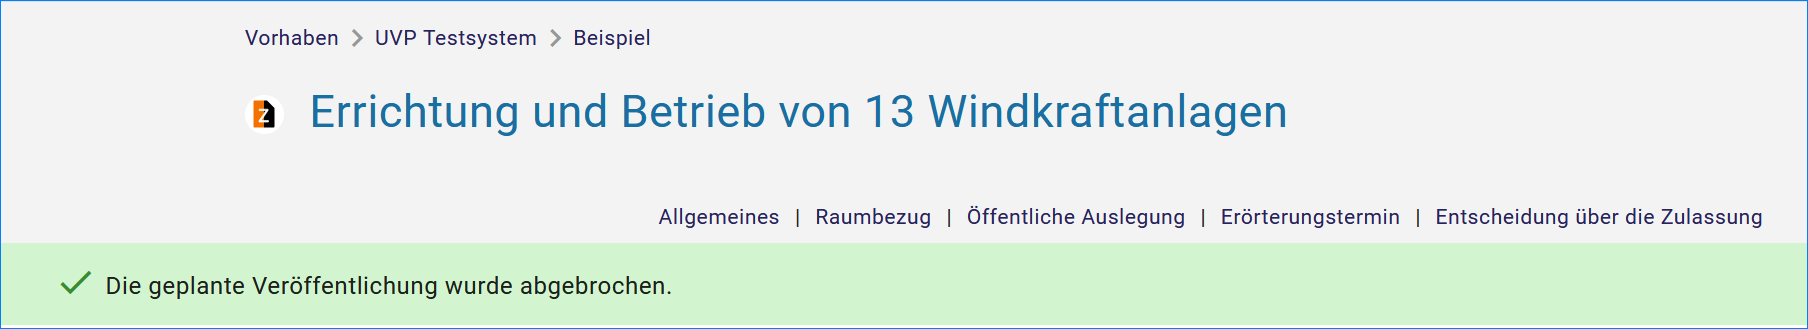 Vorhaben > UVP Testsystem > Beispiel
Z Errichtung und Betrieb von 13 Windkraftanlagen
Allgemeines | Raumbezug | Öffentliche Auslegung | Erörterungstermin | Entscheidung über die Zulassung
Die geplante Veröffentlichung wurde abgebrochen.